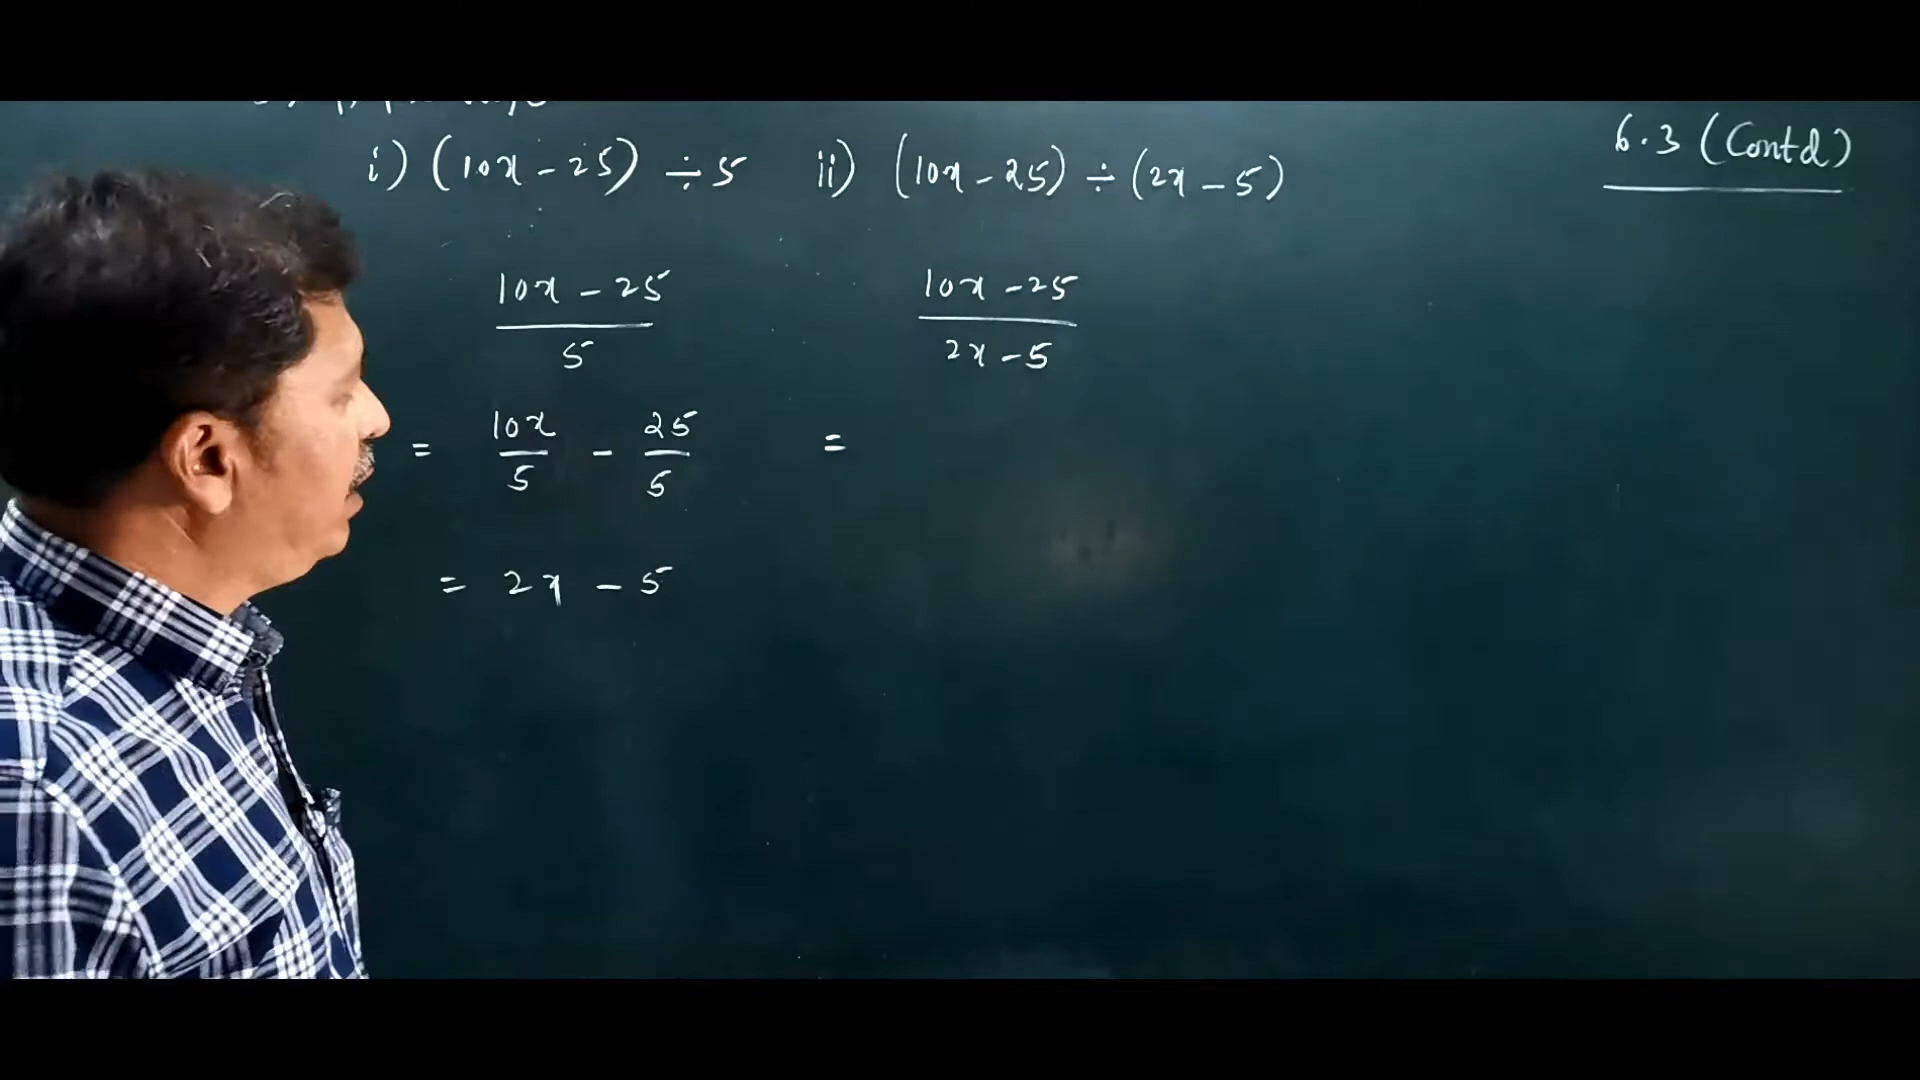 6.3 (Contd)
i) (10x - 25) ÷ 5 ii) (10x - 25) ÷ (2x - 5)
10x - 25
5
= 10x/5 - 25/5
= 2x - 5
10x - 25
2x - 5
=